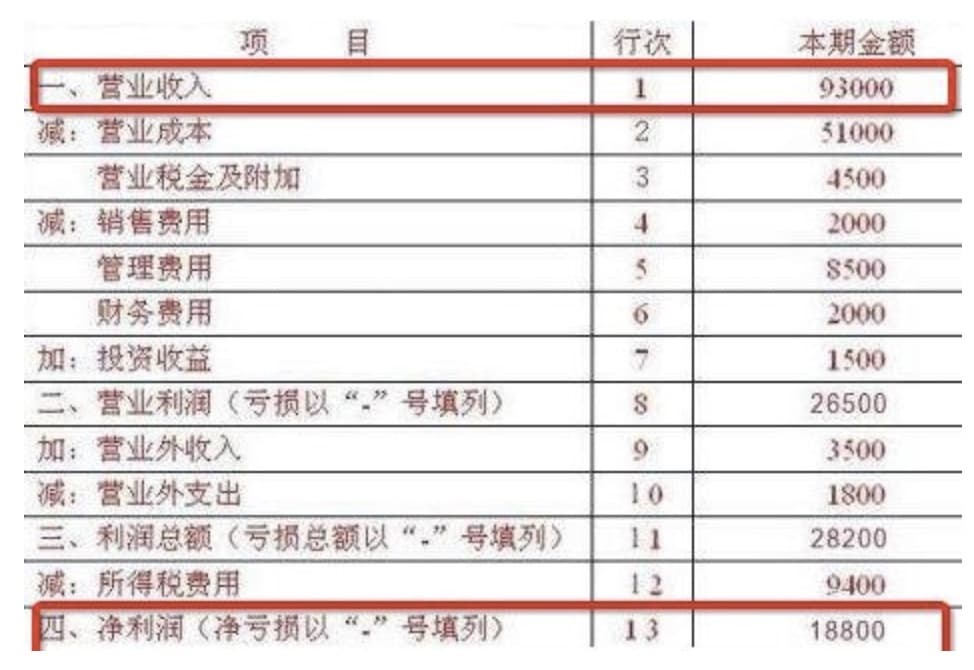 项 目 行次 本期金额
一、营业收入 1 93000
减：营业成本 2 51000
营业税金及附加 3 4500
减：销售费用 4 2000
管理费用 5 8500
财务费用 6 2000
加：投资收益 7 1500
二、营业利润（亏损以“-”号填列） 8 26500
加：营业外收入 9 3500
减：营业外支出 10 1800
三、利润总额（亏损总额以“-”号填列） 11 28200
减：所得税费用 12 9400
四、净利润（净亏损以“-”号填列） 13 18800